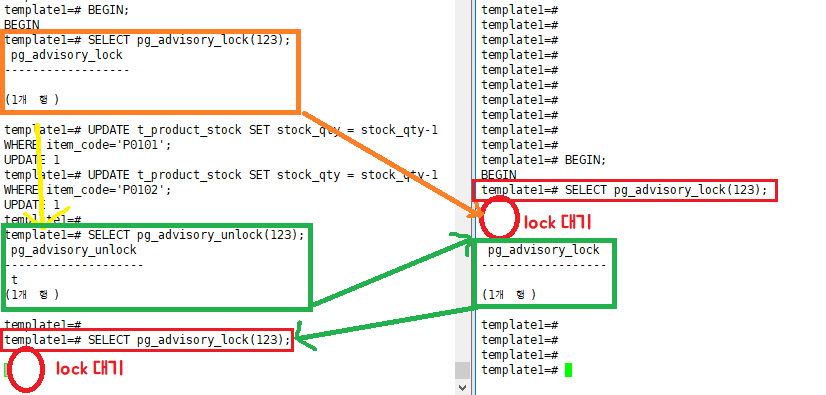 template1=# BEGIN;
BEGIN
template1=# SELECT pg_advisory_lock(123);
pg_advisory_lock
------------------
(1개 행)
template1=# UPDATE t_product_stock SET stock_qty = stock_qty-1
WHERE item_code='P0101';
UPDATE 1
template1=# UPDATE t_product_stock SET stock_qty = stock_qty-1
WHERE item_code='P0102';
UPDATE 1
template1=#
template1=# SELECT pg_advisory_unlock(123);
pg_advisory_unlock
--------------------
t
(1개 행)
template1=#
template1=# SELECT pg_advisory_lock(123);
lock 대기
template1=#
template1=#
template1=#
template1=#
template1=#
template1=#
template1=#
template1=#
template1=#
template1=#
template1=# BEGIN;
BEGIN
template1=# SELECT pg_advisory_lock(123);
lock 대기
pg_advisory_lock
------------------
(1개 행)
template1=#
template1=#
template1=#
template1=#